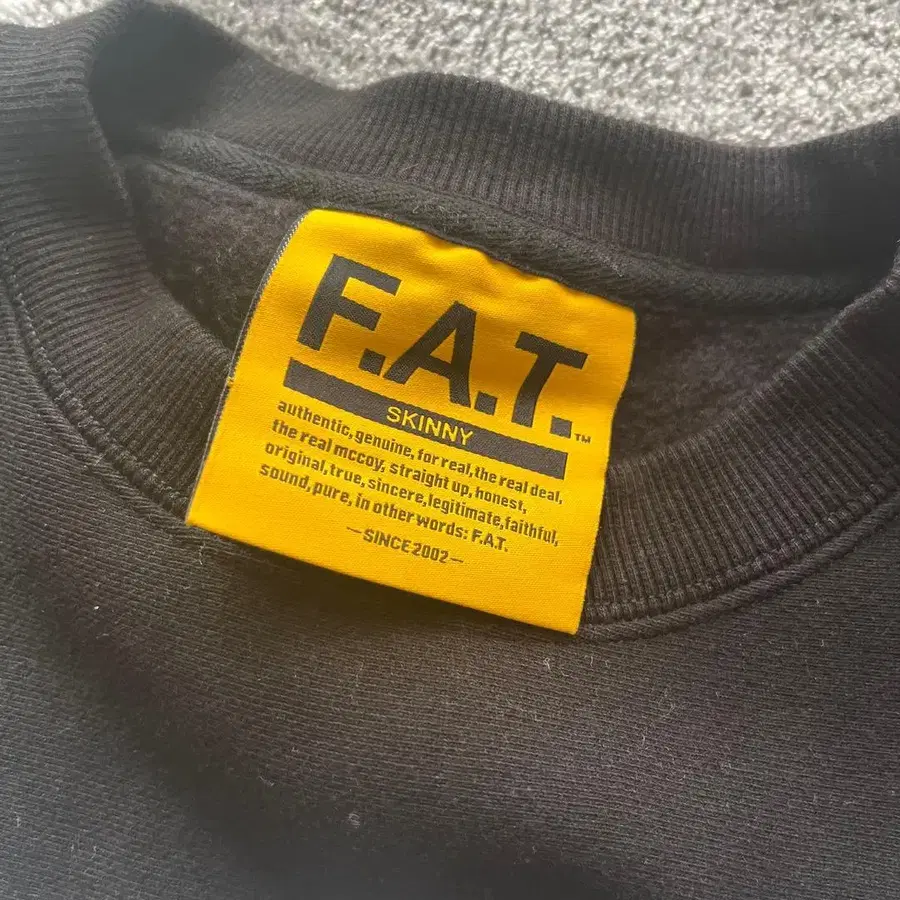 F.A.T.™
SKINNY
authentic,genuine, for real,the real deal,
the real mccoy, straight up, honest,
original,true, sincere,legitimate,faithful,
sound,pure, in other words: F.A.T.
—SINCE 2002—